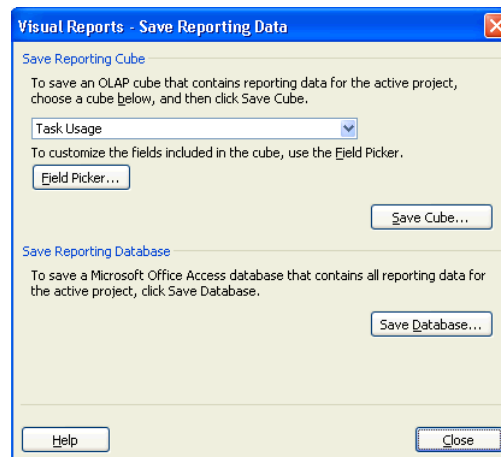 Visual Reports - Save Reporting Data
Save Reporting Cube
To save an OLAP cube that contains reporting data for the active project,
choose a cube below, and then click Save Cube.
Task Usage
To customize the fields included in the cube, use the Field Picker.
Field Picker...
Save Cube...
Save Reporting Database
To save a Microsoft Office Access database that contains all reporting data for
the active project, click Save Database.
Save Database...
Help
Close